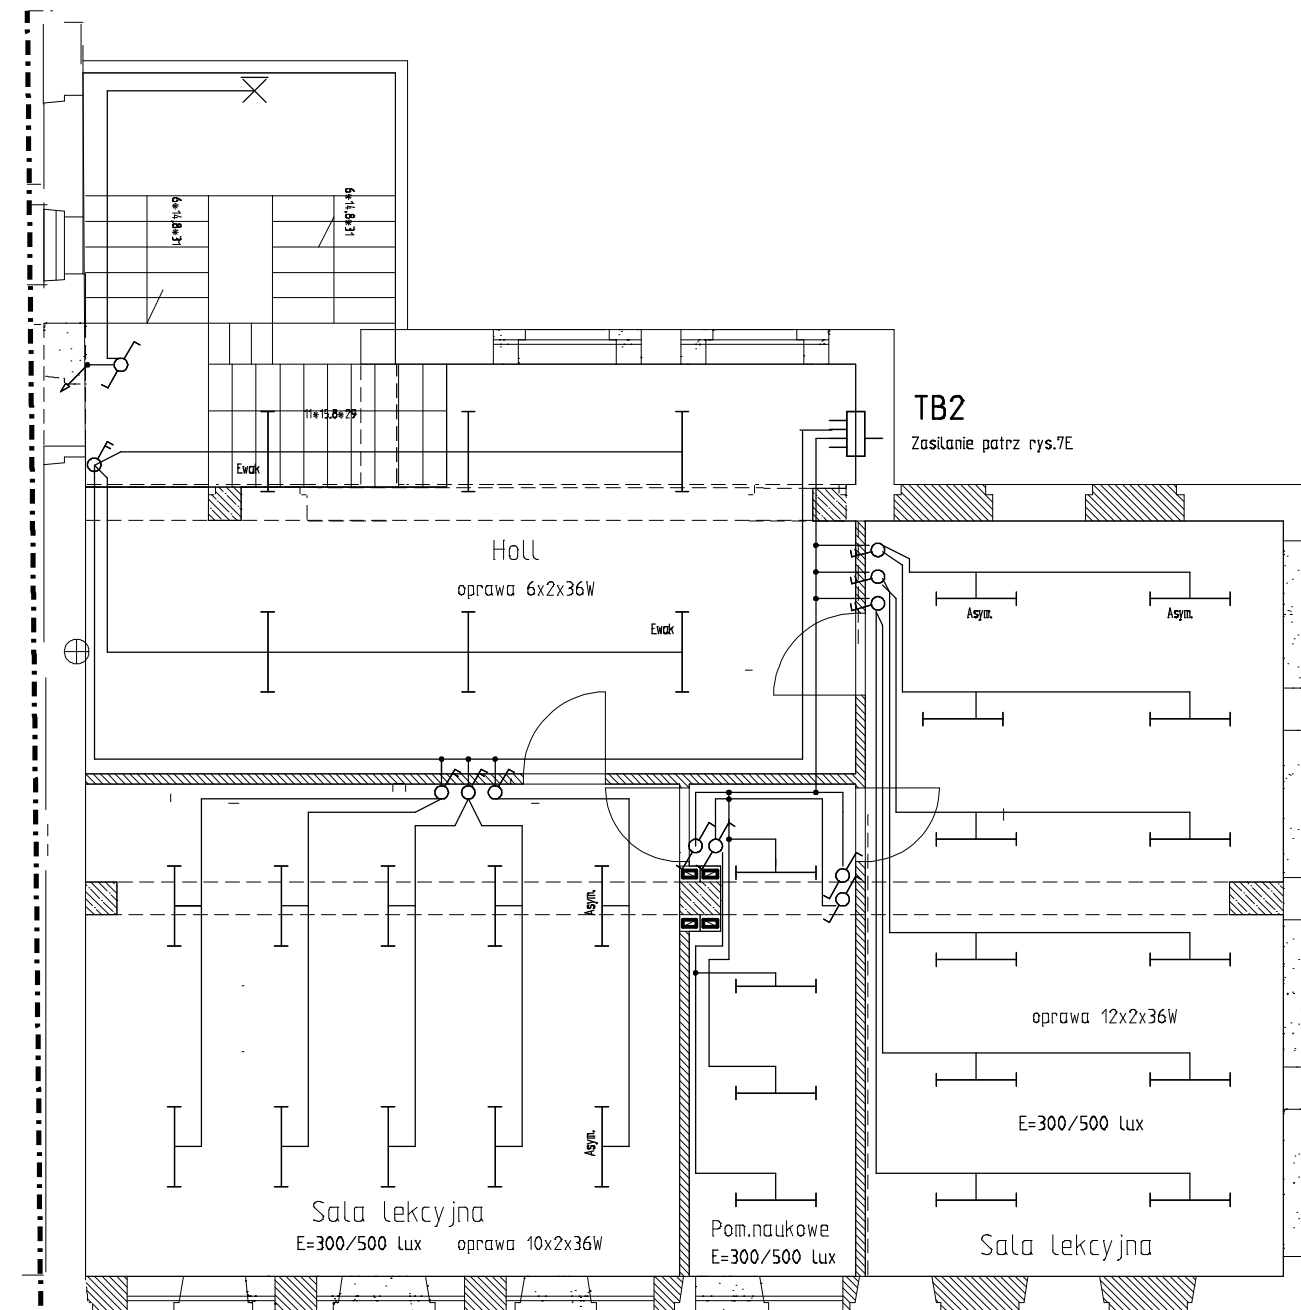 6*14,8*31
6*14,8*31
11*15,8*29
TB2
Zasilanie patrz rys.7E
Ewak
Holl
oprawa 6x2x36W
Ewak
Asym.
Asym.
Asym.
oprawa 12x2x36W
E=300/500 lux
Asym.
Sala lekcyjna
E=300/500 lux oprawa 10x2x36W
Pom.naukowe
E=300/500 lux
Sala lekcyjna